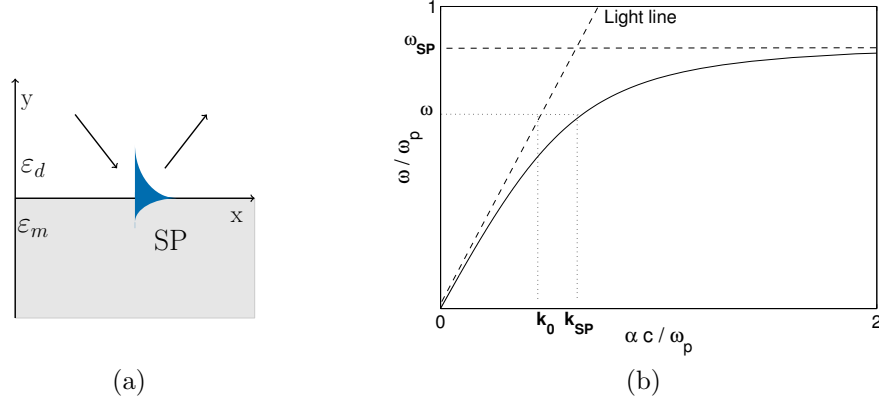 y
ε_d
x
ε_m
SP
(a)
1
Light line
ω_SP
ω
ω / ω_p
0
k_0
k_SP
2
α c / ω_p
(b)